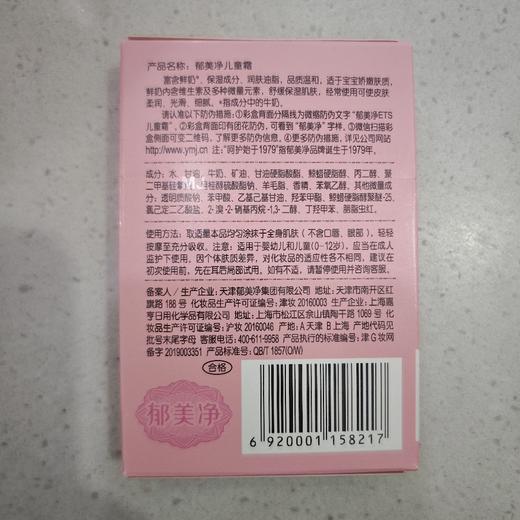 产品名称：郁美净儿童霜
富含鲜奶*、保湿成分、润肤油脂，品质温和，适于宝宝娇嫩肤质，
鲜奶内含维生素及多种微量元素，舒缓保湿肌肤，经常使用可使皮肤
柔润、光滑、细腻。*指成分中的牛奶。
请认准以下防伪措施：①彩盒背面分隔线为微缩防伪文字“郁美净ETS
儿童霜”。②彩盒背面印有团花防伪，可看到“郁美净”字样。③微信扫描彩
盒侧面可变二维码，了解更多防伪信息。④更多防伪措施，详见公司网站
http://www.ymj.cn。注：“呵护始于1979”指郁美净品牌诞生于1979年。
成分：水、甘油、牛奶、矿油、甘油硬脂酸酯、鲸蜡硬脂醇、丙二醇、聚
二甲基硅氧 鲸蜡硬脂醇硫酸酯钠、羊毛脂、香精、苯氧乙醇，其他微量成
分：透明质酸钠、苯甲酸、乙基己基甘油、羟苯甲酯、鲸蜡硬脂醇聚醚-25、
氯己定二乙酸盐、2-溴-2-硝基丙烷-1,3-二醇、丁羟甲苯、胭脂虫红。
使用方法：取适量本品均匀涂抹于全身肌肤（不含口唇、眼部），轻轻
按摩至充分吸收。注意：适用于婴幼儿和儿童（0-12岁），应当在成人
监护下使用。因个体肤质差异，对化妆品的适应性各不相同，建议在
初次使用前，先在耳后局部试用。如有不适，请暂停使用并咨询客服。
备案人／生产企业：天津郁美净集团有限公司 地址：天津市南开区红
旗路188号 化妆品生产许可证编号：津妆20160003 生产企业：上海嘉
亨日用化学品有限公司 地址：上海市松江区佘山镇陶干路1069号 化
妆品生产许可证编号：沪妆20160046 产地：A天津 B上海 产地代码见
批号末尾字母 客服电话：400-611-9958 产品执行的标准编号：津G妆网
备字2019003351 产品标准号：QB/T 1857(O/W)
合格
郁美净
6 920001 158217